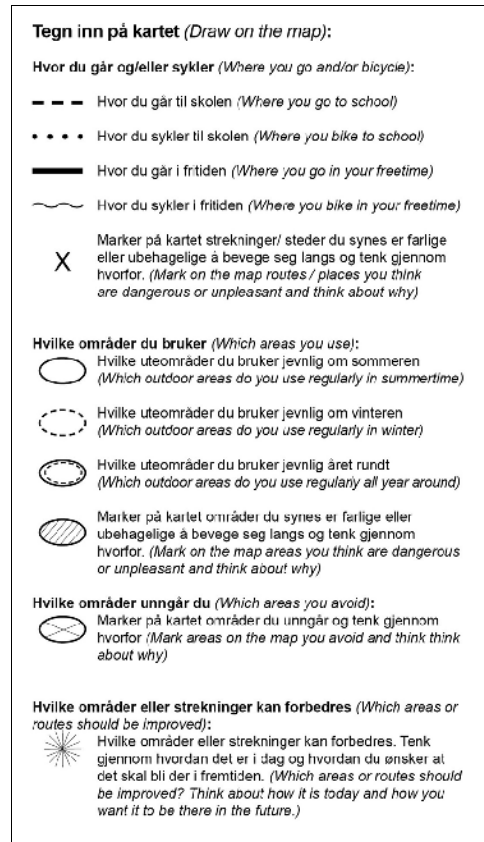 Tegn inn på kartet (Draw on the map):
Hvor du går og/eller sykler (Where you go and/or bicycle):
Hvor du går til skolen (Where you go to school)
Hvor du sykler til skolen (Where you bike to school)
Hvor du går i fritiden (Where you go in your freetime)
Hvor du sykler i fritiden (Where you bike in your freetime)
X
Marker på kartet strekninger/ steder du synes er farlige
eller ubehagelige å bevege seg langs og tenk gjennom
hvorfor. (Mark on the map routes / places you think
are dangerous or unpleasant and think about why)
Hvilke områder du bruker (Which areas you use):
Hvilke uteområder du bruker jevnlig om sommeren
(Which outdoor areas do you use regularly in summertime)
Hvilke uteområder du bruker jevnlig om vinteren
(Which outdoor areas do you use regularly in winter)
Hvilke uteområder du bruker jevnlig året rundt
(Which outdoor areas do you use regularly all year around)
Marker på kartet områder du synes er farlige eller
ubehagelige å bevege seg langs og tenk gjennom
hvorfor. (Mark on the map areas you think are dangerous
or unpleasant and think about why)
Hvilke områder unngår du (Which areas you avoid):
Marker på kartet områder du unngår og tenk gjennom
hvorfor (Mark areas on the map you avoid and think think
about why)
Hvilke områder eller strekninger kan forbedres (Which areas or
routes should be improved):
Hvilke områder eller strekninger kan forbedres. Tenk
gjennom hvordan det er i dag og hvordan du ønsker at
det skal bli der i fremtiden. (Which areas or routes should
be improved? Think about how it is today and how you
want it to be there in the future.)